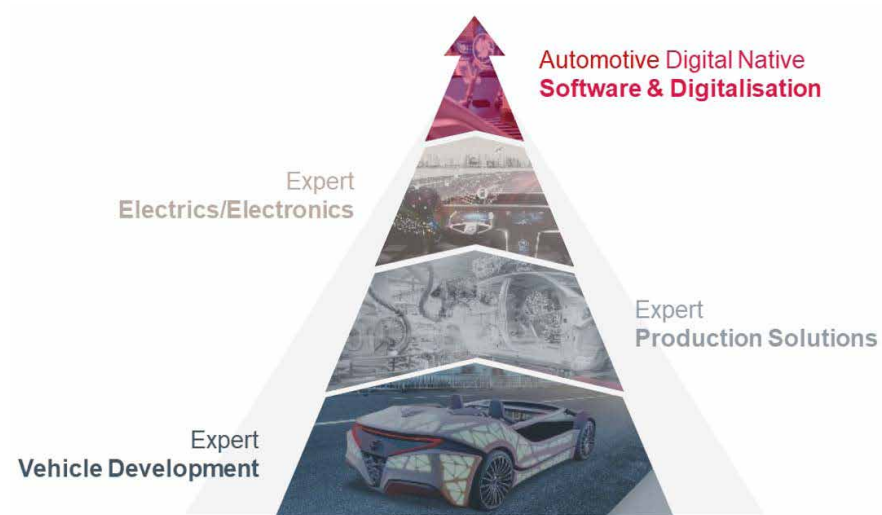 Automotive Digital Native
Software & Digitalisation
Expert
Electrics/Electronics
Expert
Production Solutions
Expert
Vehicle Development